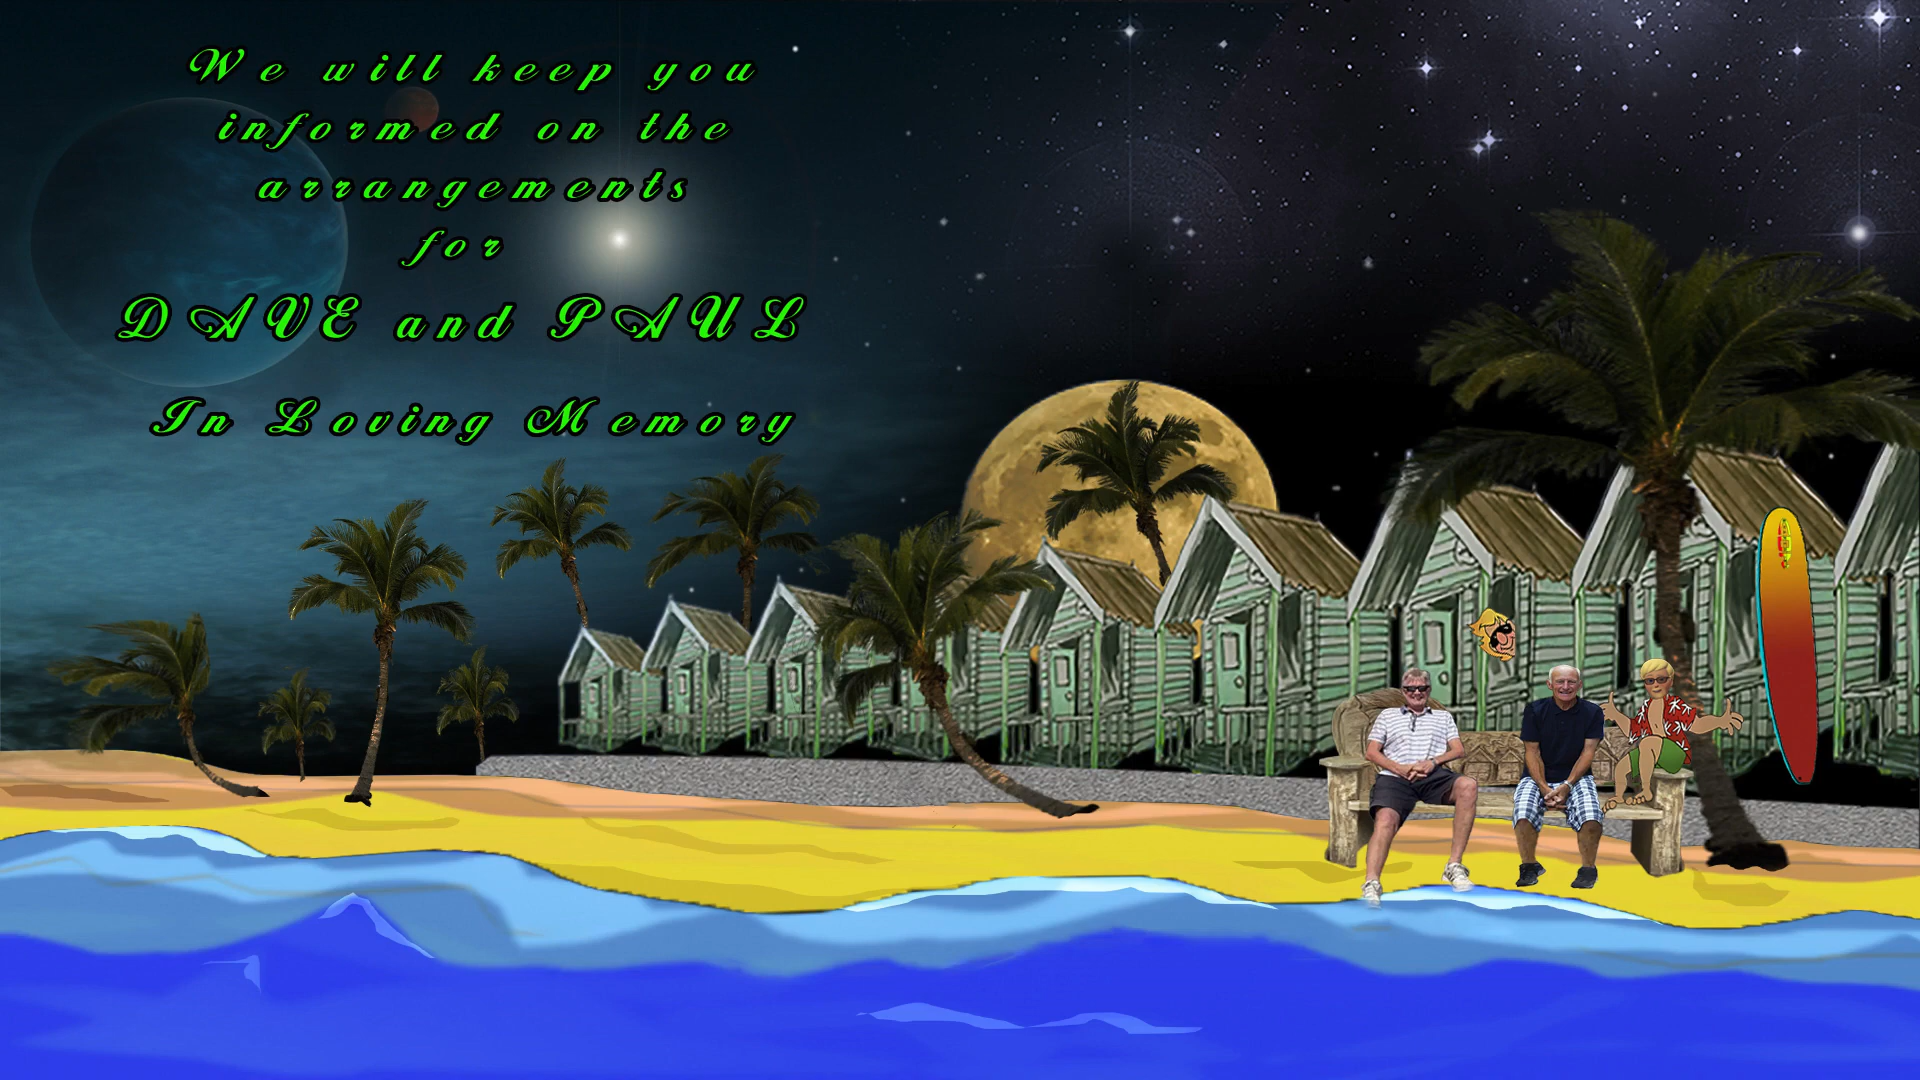 We will keep you
informed on the
arrangements
for
DAVE and PAUL
In Loving Memory